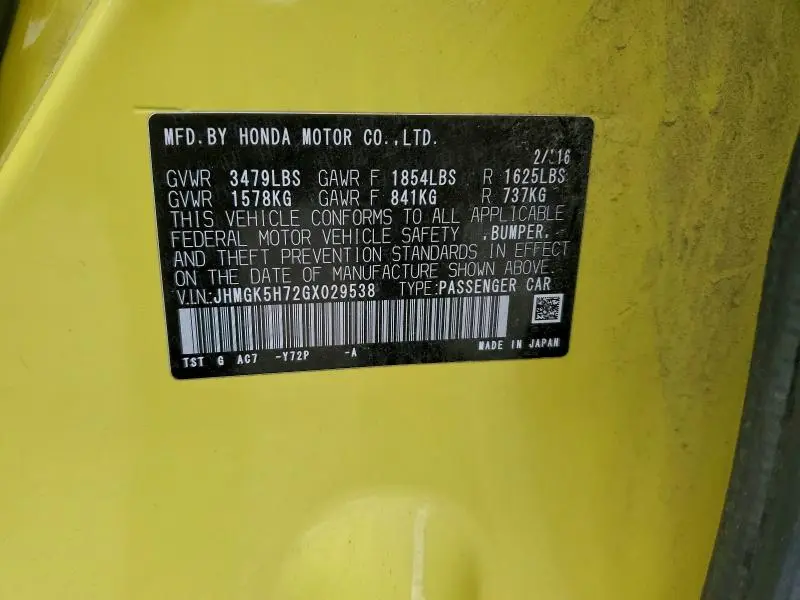 MFD.BY HONDA MOTOR CO.,LTD.
2/16
GVWR 3479LBS GAWR F 1854LBS R 1625LBS
GVWR 1578KG GAWR F 841KG R 737KG
THIS VEHICLE CONFORMS TO ALL APPLICABLE
FEDERAL MOTOR VEHICLE SAFETY ,BUMPER,
AND THEFT PREVENTION STANDARDS IN EFFECT
ON THE DATE OF MANUFACTURE SHOWN ABOVE.
V.I.N:JHMGK5H72GX029538 TYPE:PASSENGER CAR
TST G AC7 -Y72P -A
MADE IN JAPAN